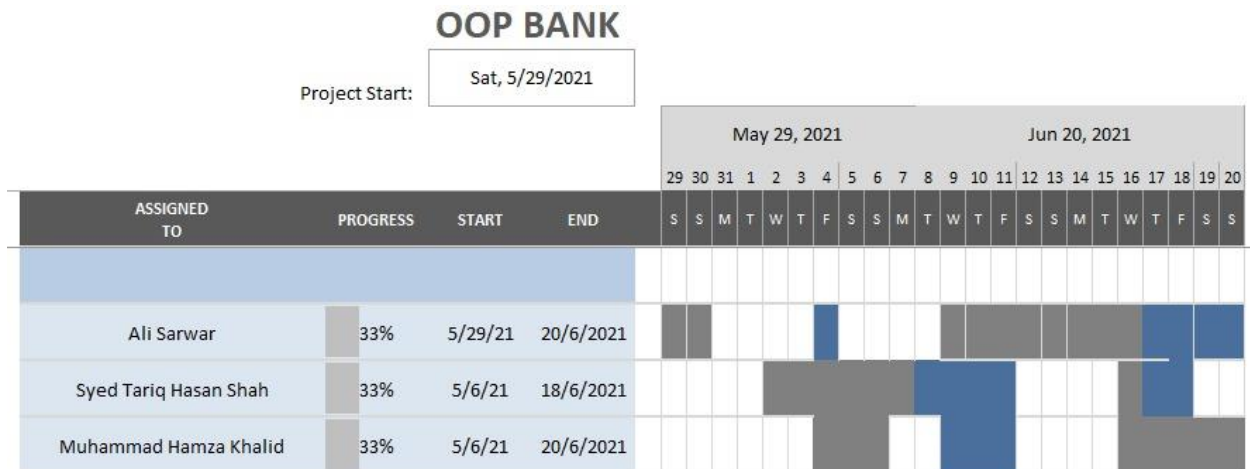 OOP BANK
Project Start: Sat, 5/29/2021
May 29, 2021 Jun 20, 2021
29 30 31 1 2 3 4 5 6 7 8 9 10 11 12 13 14 15 16 17 18 19 20
ASSIGNED TO PROGRESS START END S S M T W T F S S M T W T F S S M T W T F S S
Ali Sarwar 33% 5/29/21 20/6/2021
Syed Tariq Hasan Shah 33% 5/6/21 18/6/2021
Muhammad Hamza Khalid 33% 5/6/21 20/6/2021